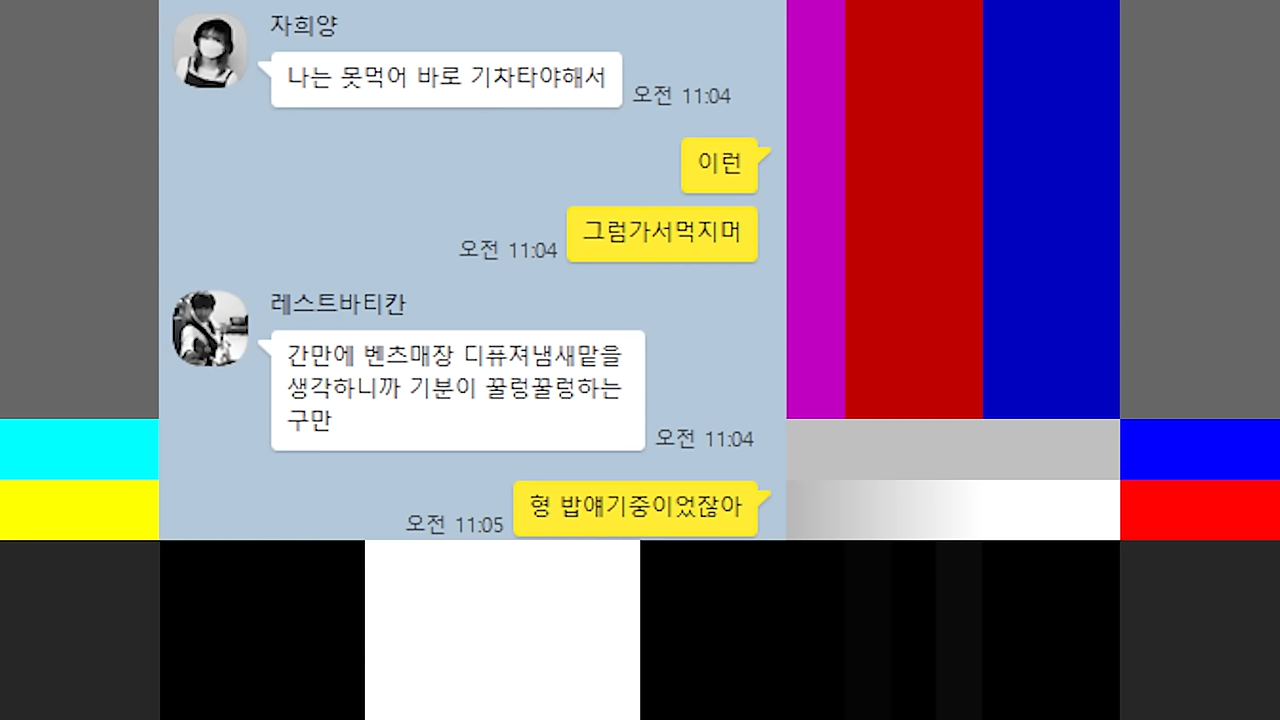 자희양
나는 못먹어 바로 기차타야해서
오전 11:04
이런
그럼가서먹지머
오전 11:04
레스트바티칸
간만에 벤츠매장 디퓨져냄새맡을
생각하니까 기분이 꿀렁꿀렁하는
구만
오전 11:04
형 밥얘기중이었잖아
오전 11:05